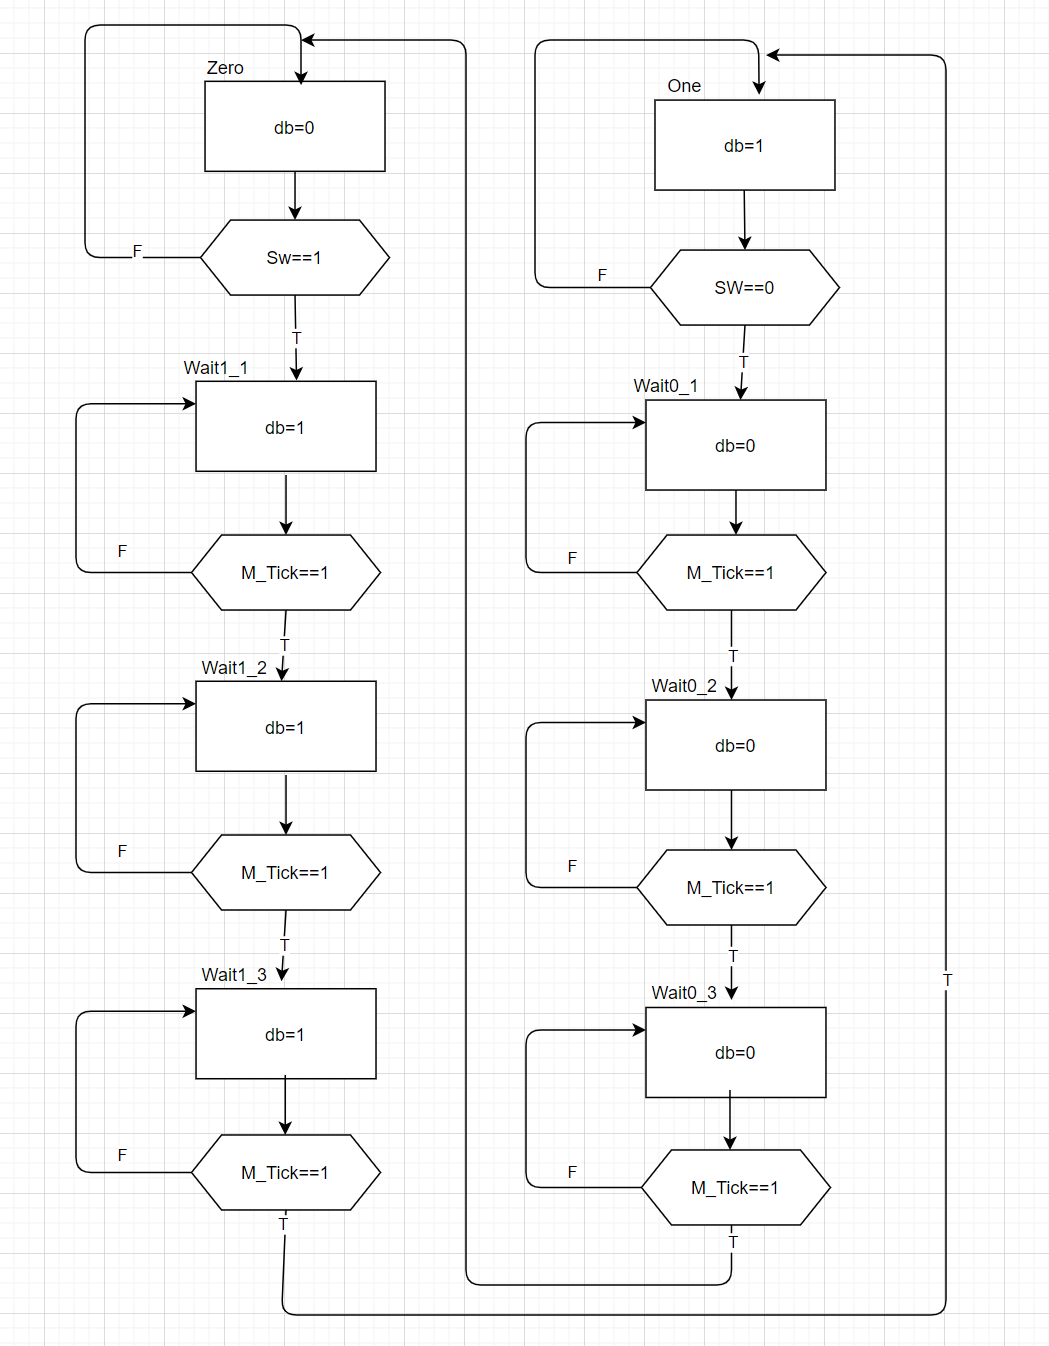 Zero
db=0
Sw==1
F
T
Wait1_1
db=1
M_Tick==1
F
T
Wait1_2
db=1
M_Tick==1
F
T
Wait1_3
db=1
M_Tick==1
F
T
One
db=1
SW==0
F
T
Wait0_1
db=0
M_Tick==1
F
T
Wait0_2
db=0
M_Tick==1
F
T
Wait0_3
db=0
M_Tick==1
F
T
T